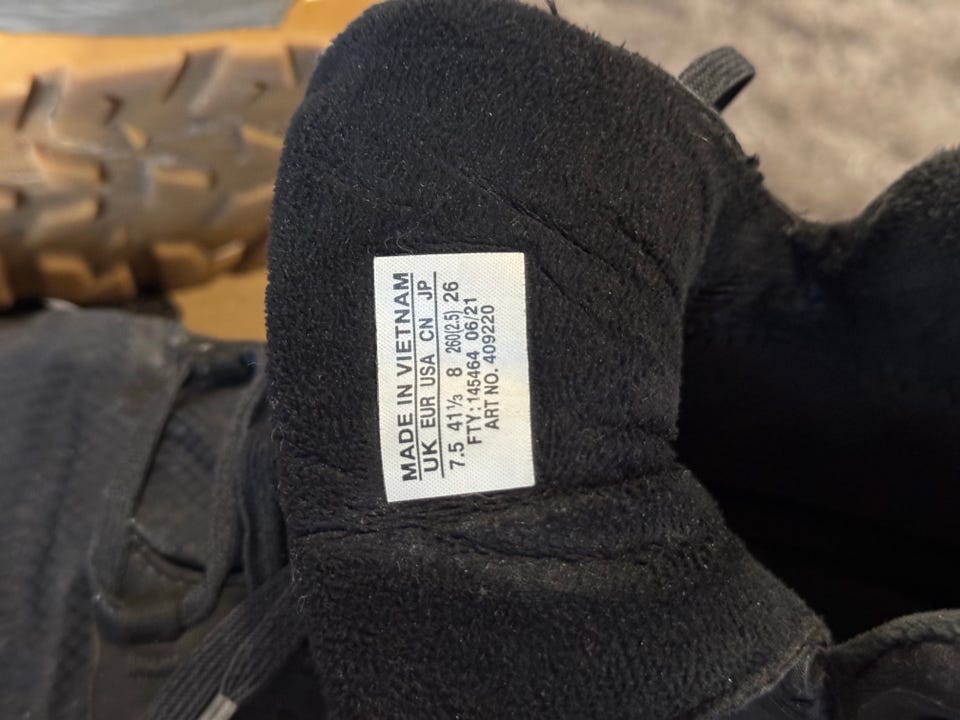 MADE IN VIETNAM
UK EUR USA CN JP
7.5 41⅓ 8 260(2.5) 26
FTY: 145464 06/21
ART NO. 409220